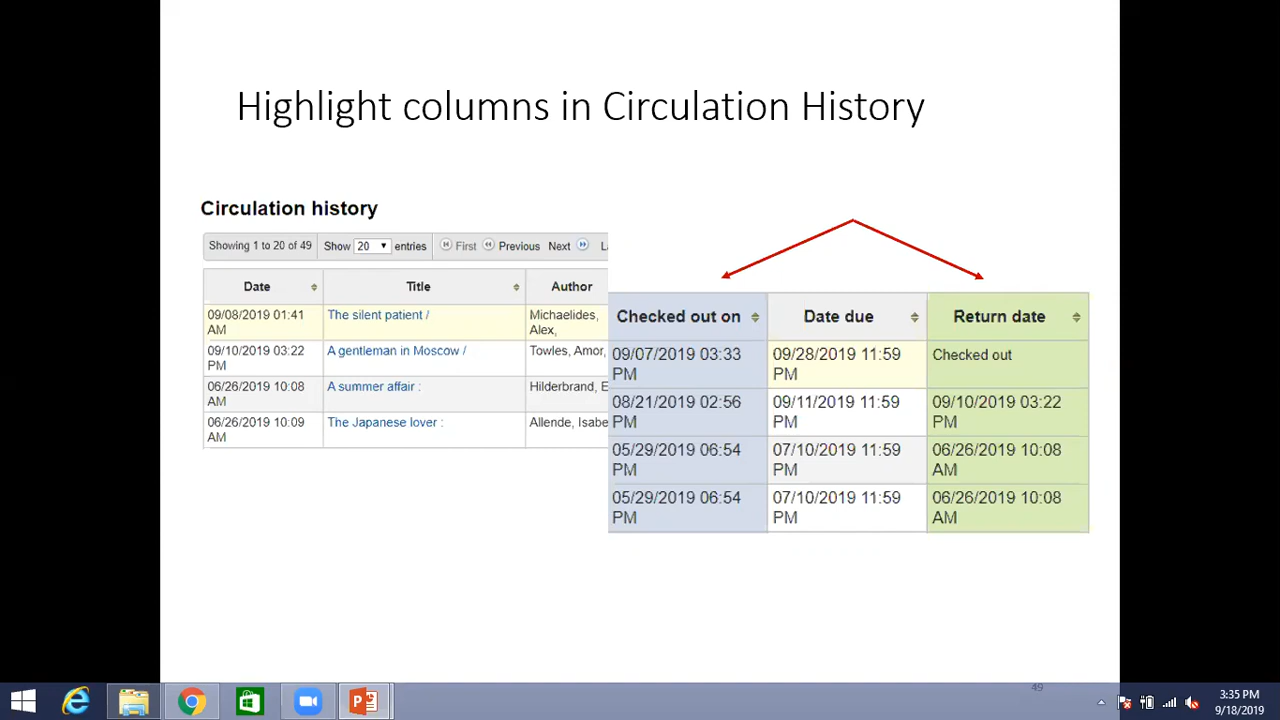 Highlight columns in Circulation History
Circulation history
Showing 1 to 20 of 49 Show 20 entries First Previous Next
Date Title Author
09/08/2019 01:41 The silent patient / Michaelides,
AM Alex,
09/10/2019 03:22 A gentleman in Moscow / Towles, Amor,
PM
06/26/2019 10:08 A summer affair : Hilderbrand, E
AM
06/26/2019 10:09 The Japanese lover : Allende, Isabe
AM
Checked out on Date due Return date
09/07/2019 03:33 09/28/2019 11:59 Checked out
PM PM
08/21/2019 02:56 09/11/2019 11:59 09/10/2019 03:22
PM PM PM
05/29/2019 06:54 07/10/2019 11:59 06/26/2019 10:08
PM PM AM
05/29/2019 06:54 07/10/2019 11:59 06/26/2019 10:08
PM PM AM
49
3:35 PM
9/18/2019